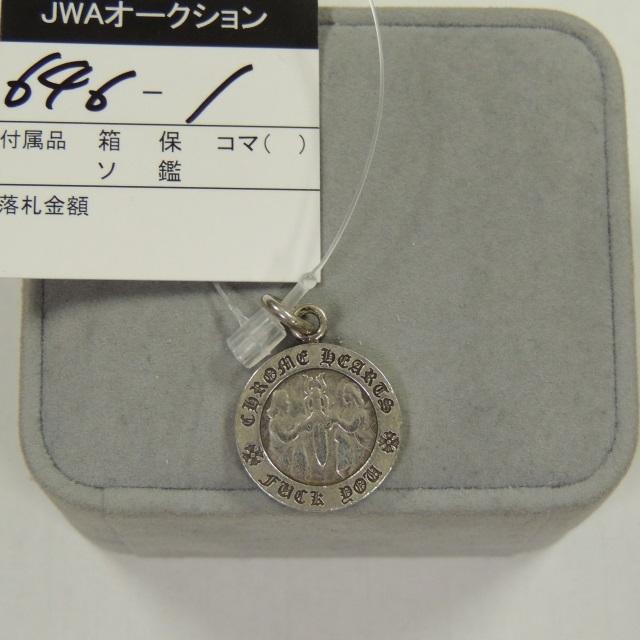 JWAオークション
646-1
付属品 箱 保 コマ( )
ソ 鑑
落札金額
CHROME HEARTS
FUCK YOU